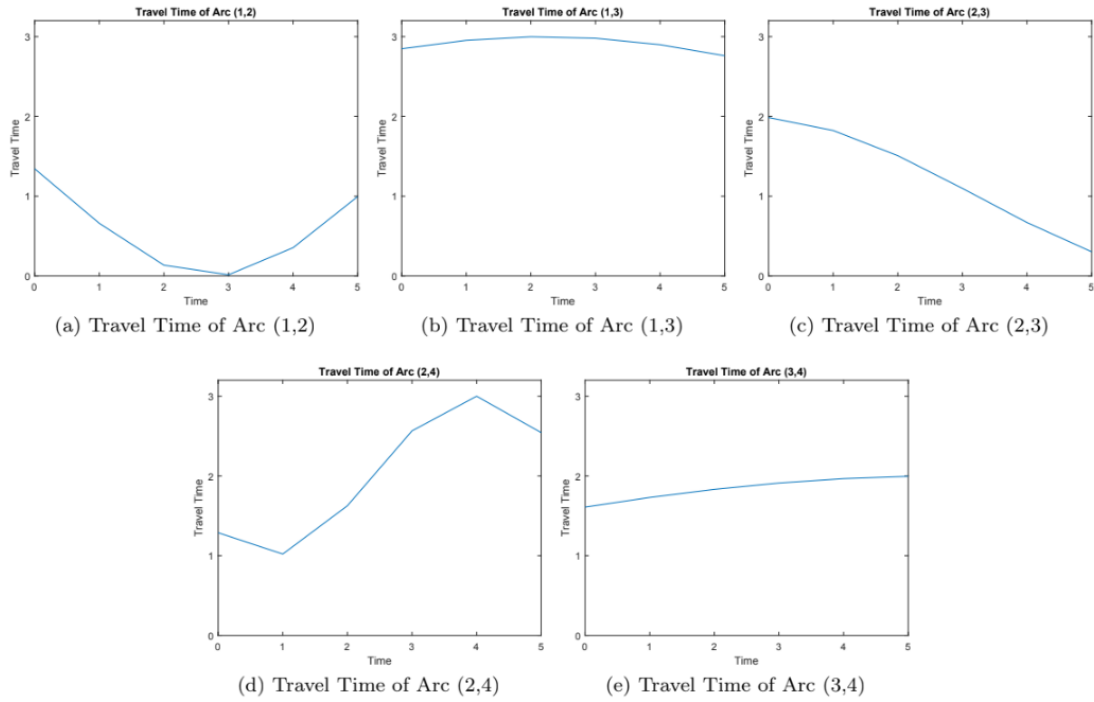 Travel Time of Arc (1,2)
3
2
1
0
Travel Time
0 1 2 3 4 5
Time
(a) Travel Time of Arc (1,2)
Travel Time of Arc (1,3)
3
2
1
0
Travel Time
0 1 2 3 4 5
Time
(b) Travel Time of Arc (1,3)
Travel Time of Arc (2,3)
3
2
1
0
Travel Time
0 1 2 3 4 5
Time
(c) Travel Time of Arc (2,3)
Travel Time of Arc (2,4)
3
2
1
0
Travel Time
0 1 2 3 4 5
Time
(d) Travel Time of Arc (2,4)
Travel Time of Arc (3,4)
3
2
1
0
Travel Time
0 1 2 3 4 5
Time
(e) Travel Time of Arc (3,4)